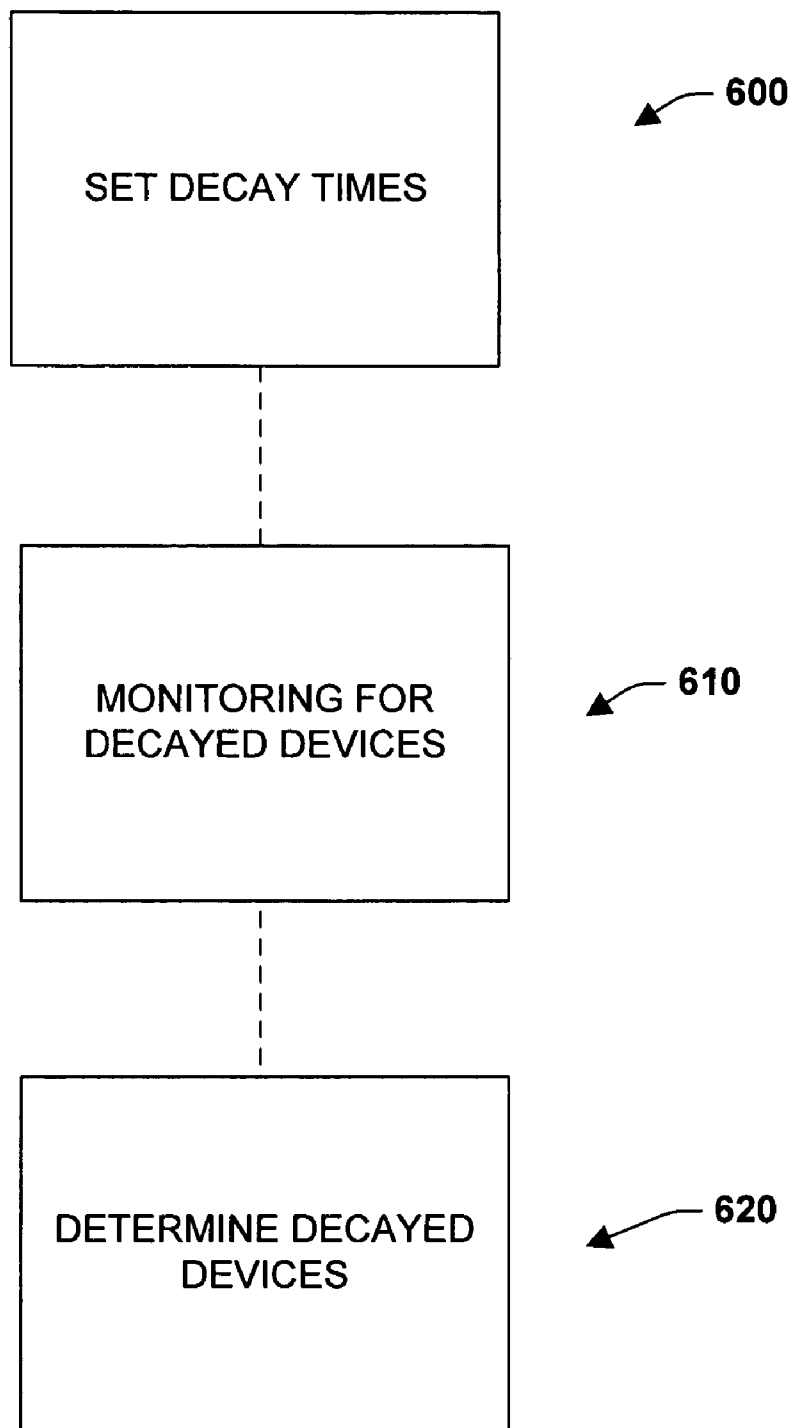 600
SET DECAY TIMES
610
MONITORING FOR
DECAYED DEVICES
620
DETERMINE DECAYED
DEVICES